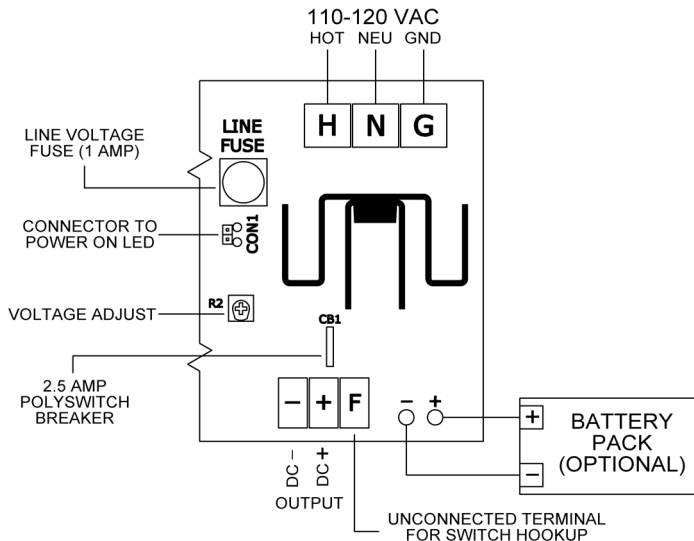 110-120 VAC
HOT NEU GND
H N G
LINE
FUSE
LINE VOLTAGE
FUSE (1 AMP)
CONNECTOR TO
POWER ON LED
CON1
R2
VOLTAGE ADJUST
CB1
2.5 AMP
POLYSWITCH
BREAKER
- + F
- +
+
-
BATTERY
PACK
(OPTIONAL)
DC -
DC +
OUTPUT
UNCONNECTED TERMINAL
FOR SWITCH HOOKUP